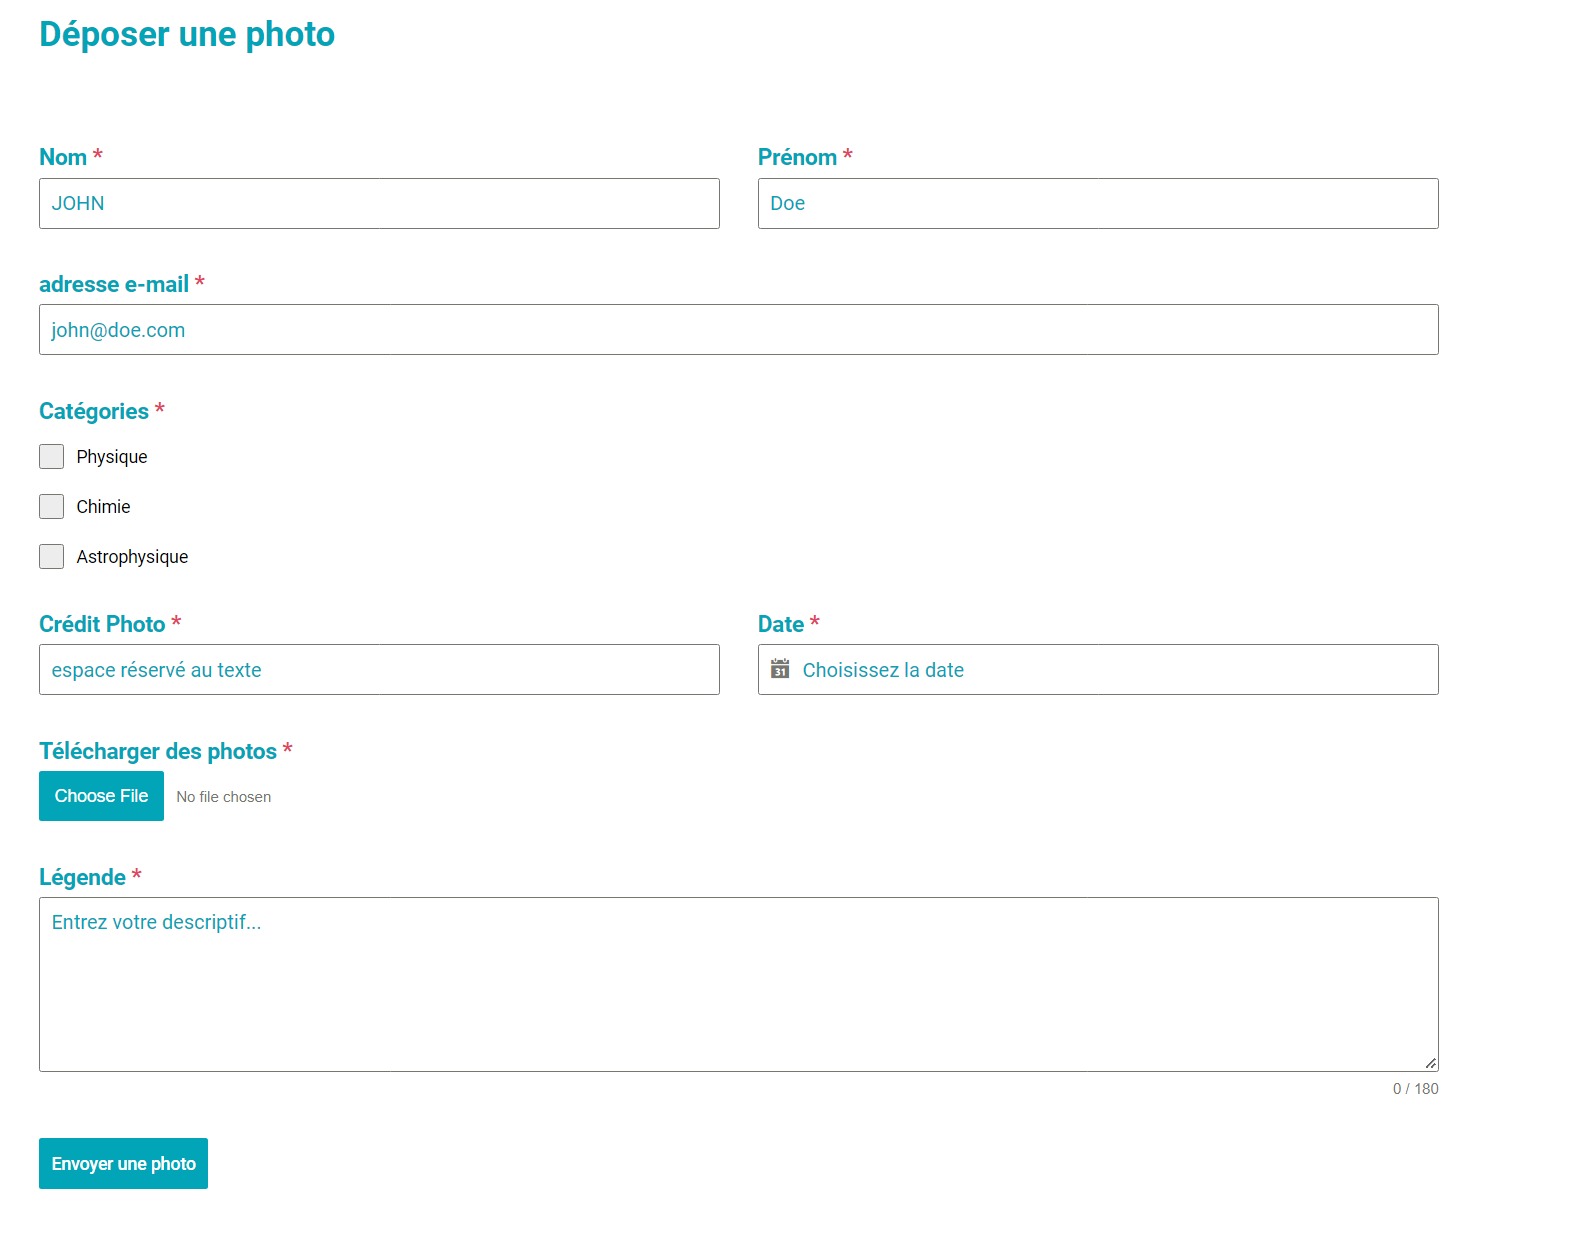 Déposer une photo
Nom *
Prénom *
JOHN
Doe
adresse e-mail *
john@doe.com
Catégories *
Physique
Chimie
Astrophysique
Crédit Photo *
Date *
espace réservé au texte
31
Choisissez la date
Télécharger des photos *
Choose File
No file chosen
Légende *
Entrez votre descriptif...
0 / 180
Envoyer une photo